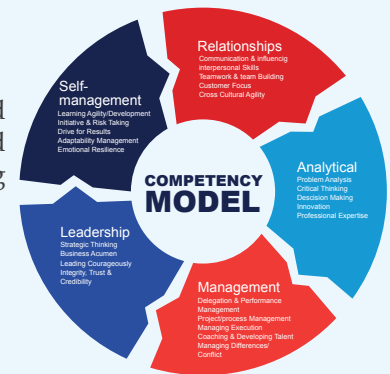 d
d
g
COMPETENCY
MODEL
Relationships
Communication & influencig
Interpersonal Skills
Teamwork & team Building
Customer Focus
Cross Cultural Agility
Analytical
Problem Analysis
Critical Thinking
Descision Making
Innovation
Professional Expertise
Management
Delegation & Performance
Management
Project/process Management
Managing Execution
Coaching & Developing Talent
Managing Differences/
Conflict
Leadership
Strategic Thinking
Business Acumen
Leading Courageously
Integrity, Trust &
Credibility
Self-
management
Learning Agility/Development
Initiative & Risk Taking
Drive for Results
Adaptability Management
Emotional Resilience